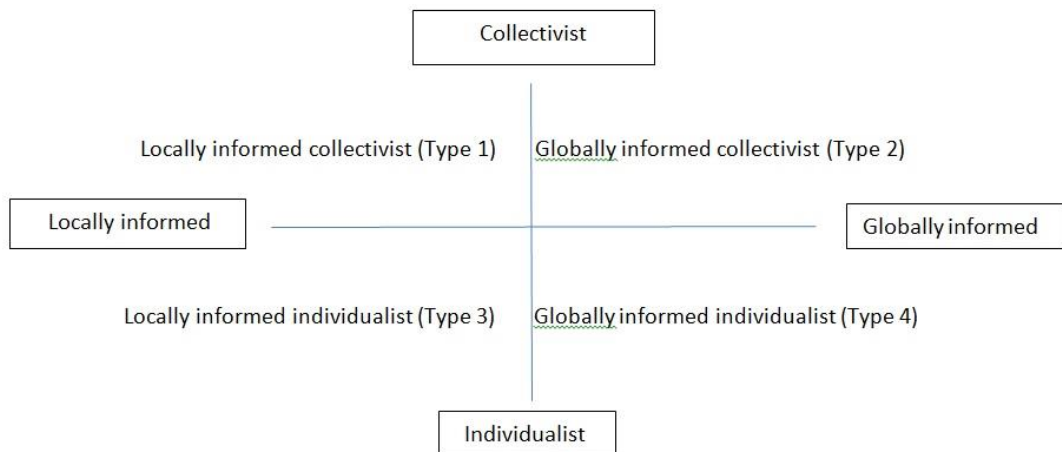 Collectivist
Locally informed collectivist (Type 1)
Globally informed collectivist (Type 2)
Locally informed
Globally informed
Locally informed individualist (Type 3)
Globally informed individualist (Type 4)
Individualist